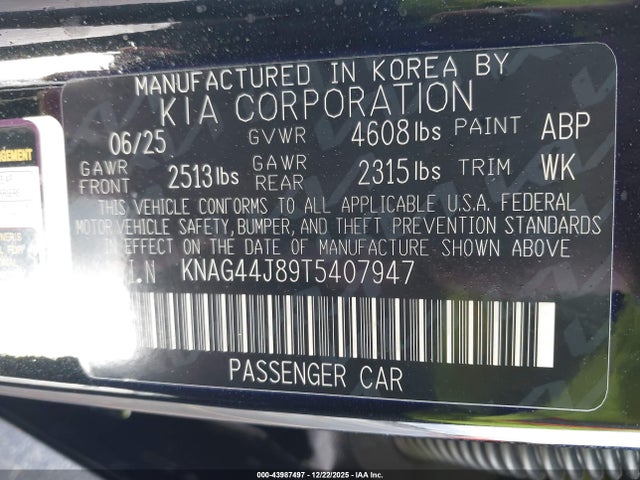 MANUFACTURED IN KOREA BY
KIA CORPORATION
06/25 GVWR 4608 lbs PAINT ABP
GAWR FRONT 2513 lbs GAWR REAR 2315 lbs TRIM WK
THIS VEHICLE CONFORMS TO ALL APPLICABLE U.S.A. FEDERAL
MOTOR VEHICLE SAFETY, BUMPER, AND THEFT PREVENTION STANDARDS
IN EFFECT ON THE DATE OF MANUFACTURE SHOWN ABOVE
I.N KNAG44J89T5407947
PASSENGER CAR
000-43987497 - 12/22/2025 - IAA Inc.